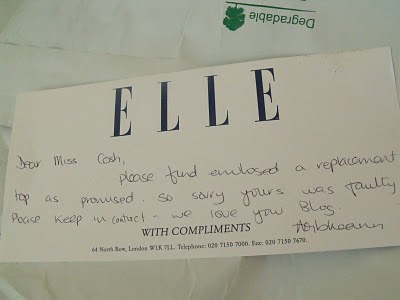 Degradable
ELLE
Dear Miss Cosh,
please find enclosed a replacement
top as promised. so sorry yours was faulty
Please keep in contact - we love your Blog.
WITH COMPLIMENTS
64 North Row, London W1K 7LL. Telephone: 020 7150 7000. Fax: 020 7150 7670.